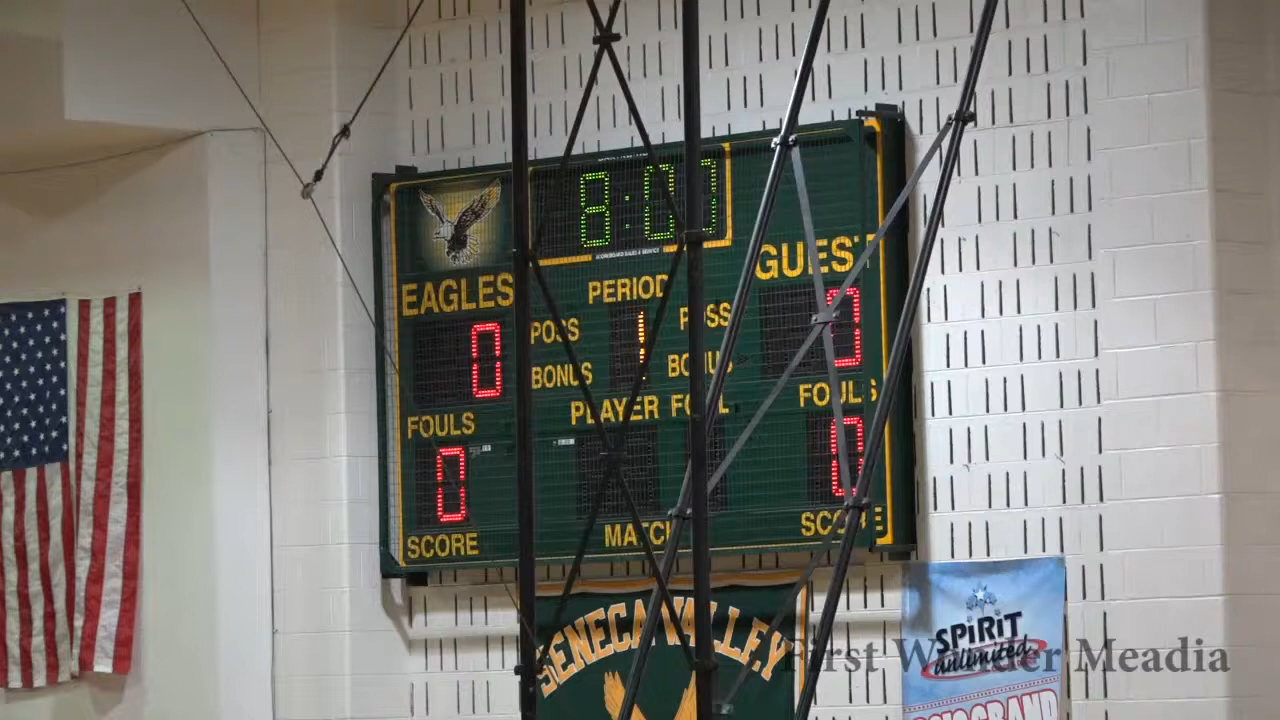 8:00
GUEST
EAGLES
PERIOD
0 POSS 1 POSS 0
BONUS BONUS
FOULS PLAYER FOUL FOULS
0 0
SCORE MATCH SCORE
SENECA VALLEY
SPiRiT
unlimited
First Wonder Meadia
GRAND